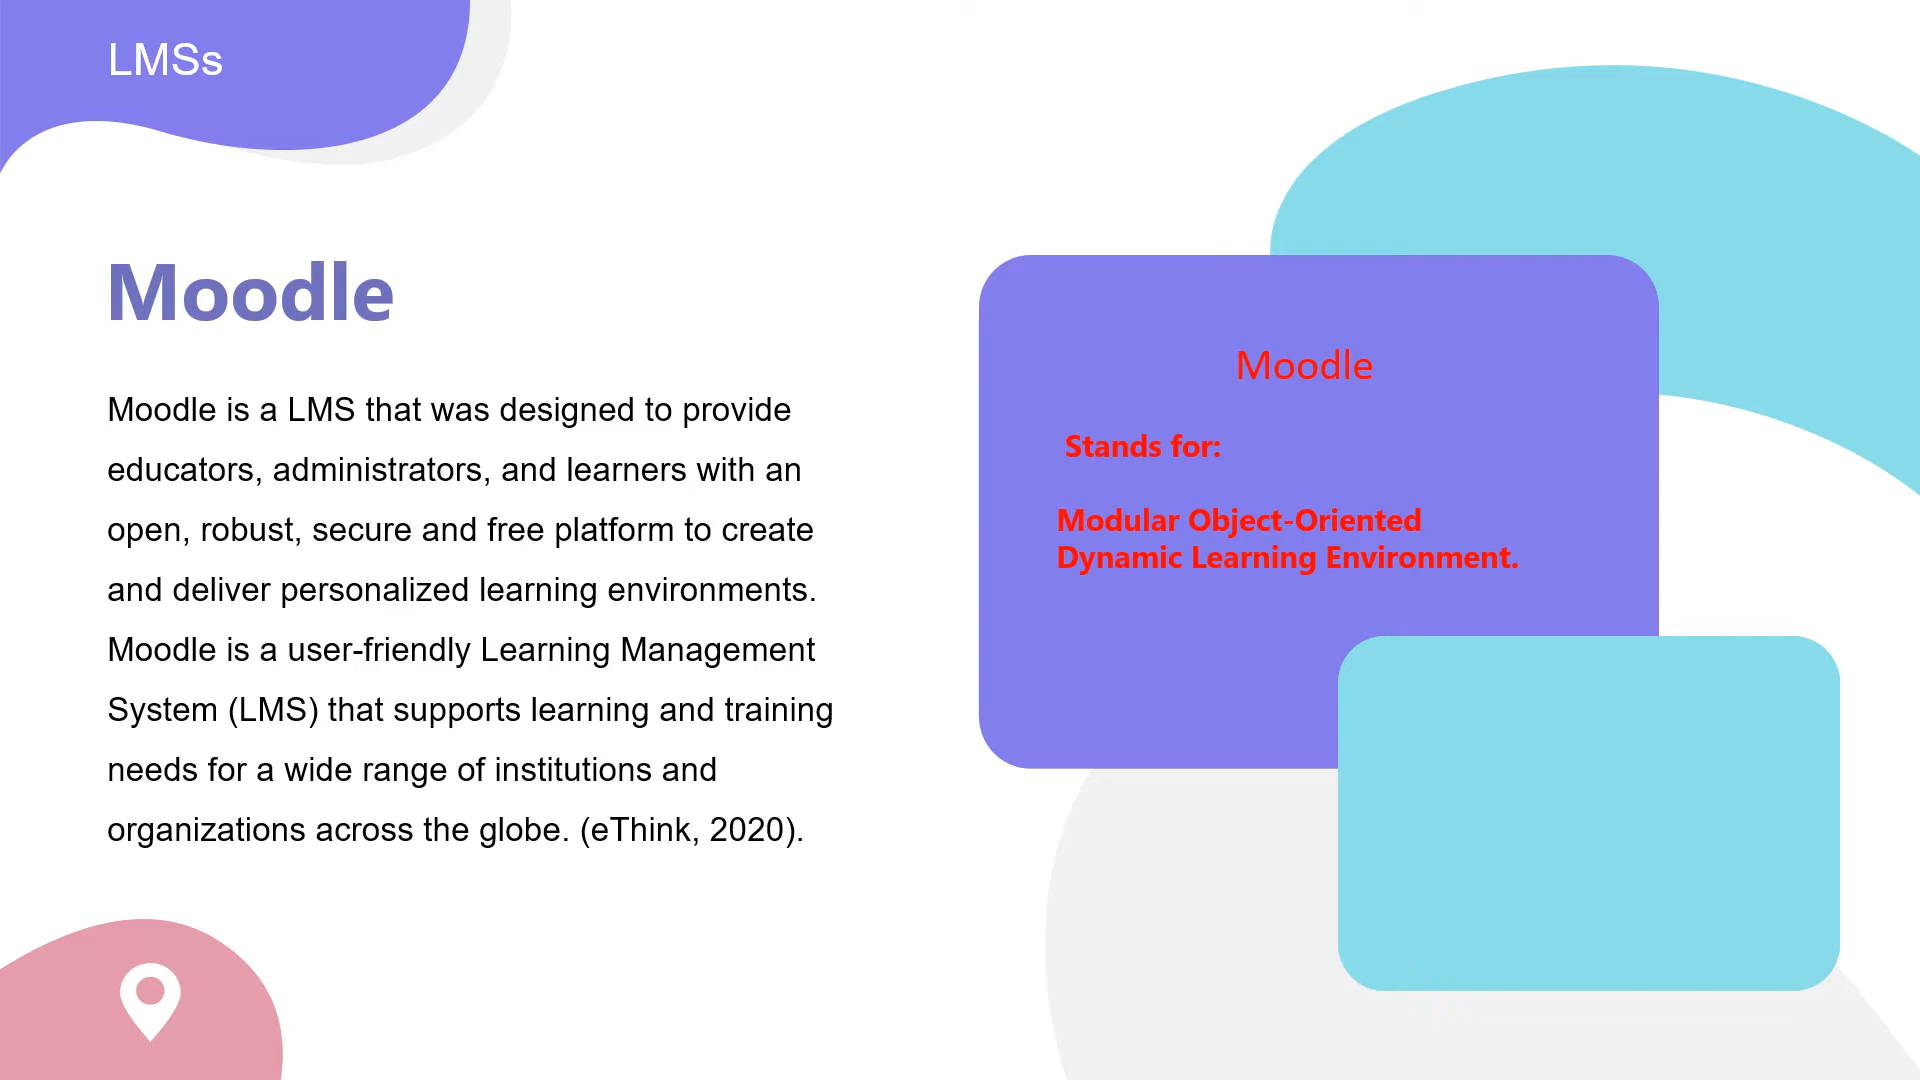 LMSs
Moodle
Moodle is a LMS that was designed to provide
educators, administrators, and learners with an
open, robust, secure and free platform to create
and deliver personalized learning environments.
Moodle is a user-friendly Learning Management
System (LMS) that supports learning and training
needs for a wide range of institutions and
organizations across the globe. (eThink, 2020).
Moodle
Stands for:
Modular Object-Oriented
Dynamic Learning Environment.